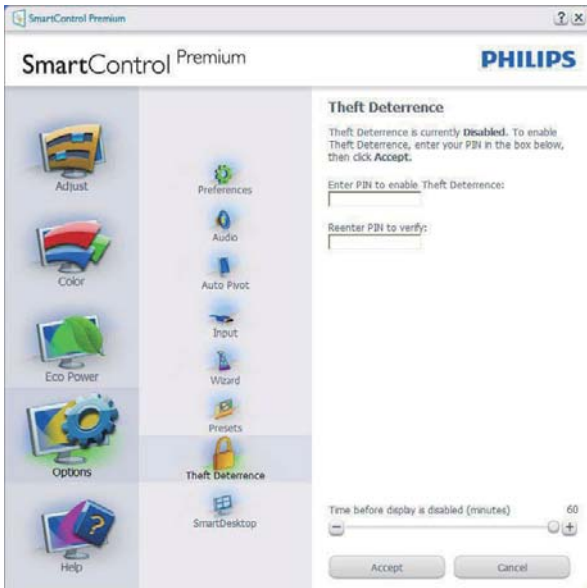 SmartControl Premium
? x
SmartControl Premium
PHILIPS
Adjust
Color
Eco Power
Options
Help
Preferences
Audio
Auto Pivot
Input
Wizard
Presets
Theft Deterrence
SmartDesktop
Theft Deterrence
Theft Deterrence is currently Disabled. To enable
Theft Deterrence, enter your PIN in the box below,
then click Accept.
Enter PIN to enable Theft Deterrence:
Reenter PIN to verify:
Time before display is disabled (minutes) 60
Accept Cancel